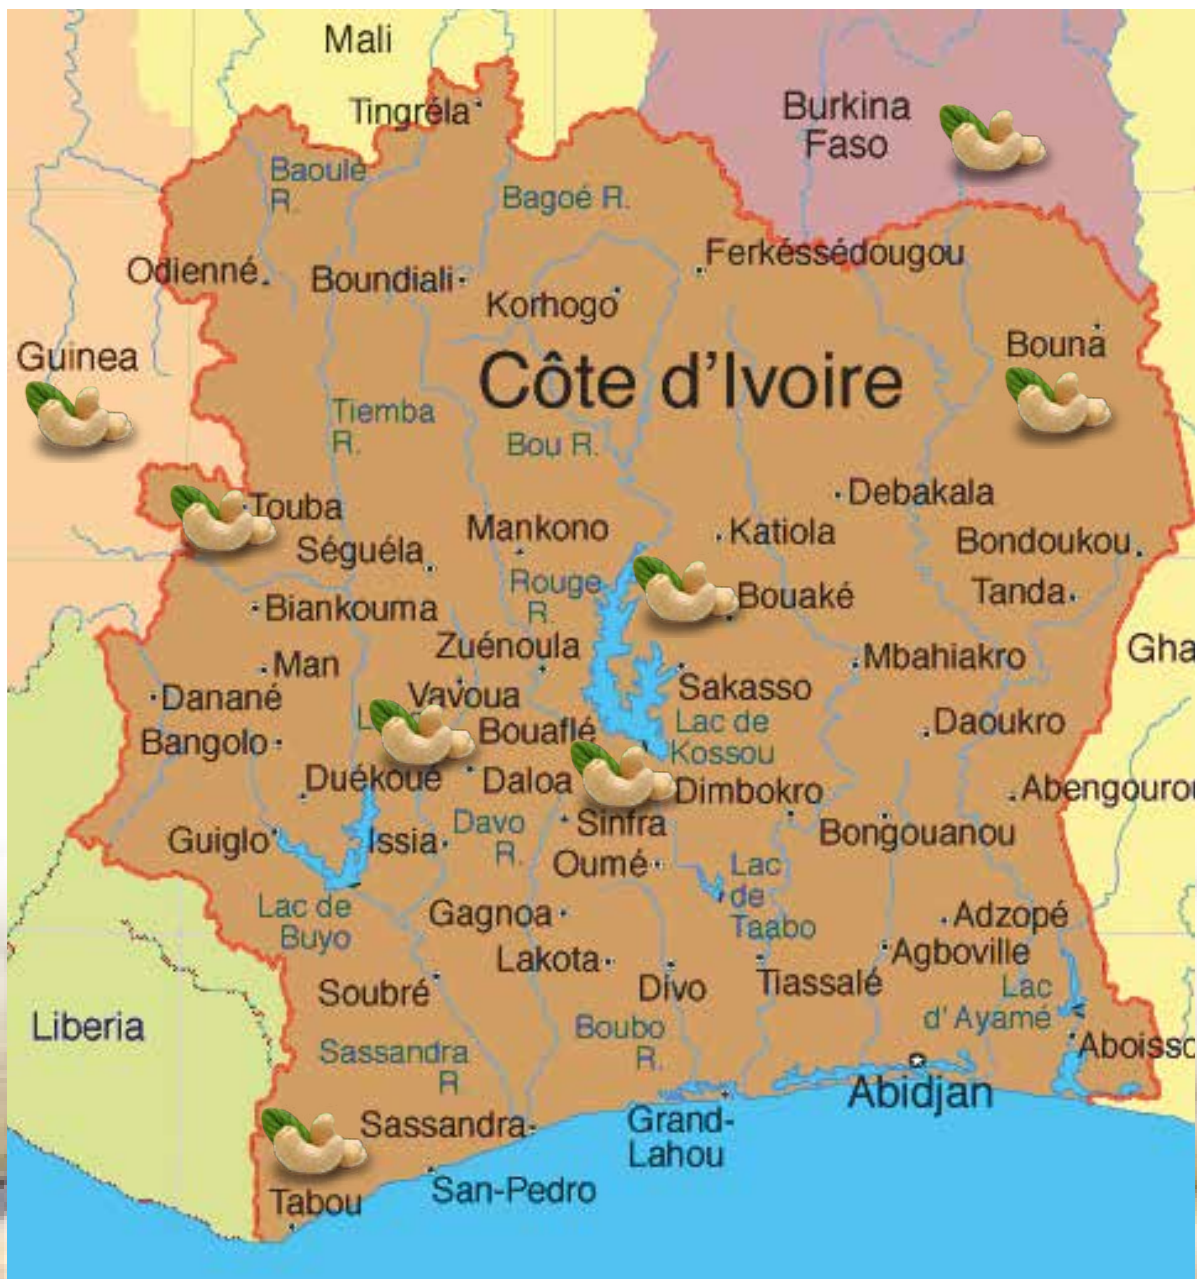 Mali
Burkina
Faso
Tingréla
Baoulé
R.
Bagoé R.
Ferkéssédougou
Odienné
Boundiali
Korhogo
Bouna
Guinea
Côte d'Ivoire
Tiemba
R.
Bou R.
Debakala
Touba
Mankono
Katiola
Bondoukou
Séguéla
Rouge
R.
Bouaké
Tanda
Biankouma
Zuénoula
Gha
Man
Mbahiakro
Danané
Vavoua
Sakasso
L
Bouaflé
Lac de
Kossou
Daoukro
Bangolo
Duékoué
Daloa
Dimbokro
Abengourou
Guiglo
Issia
Davo
R.
Sinfra
Bongouanou
Oumé
Lac
de
Taabo
Lac de
Buyo
Gagnoa
Adzopé
Lakota
Agboville
Soubré
Divo
Tiassalé
Lac
d'Ayamé
Liberia
Boubo
R.
Sassandra
R
Aboisso
Abidjan
Sassandra
Grand-
Lahou
San-Pedro
Tabou